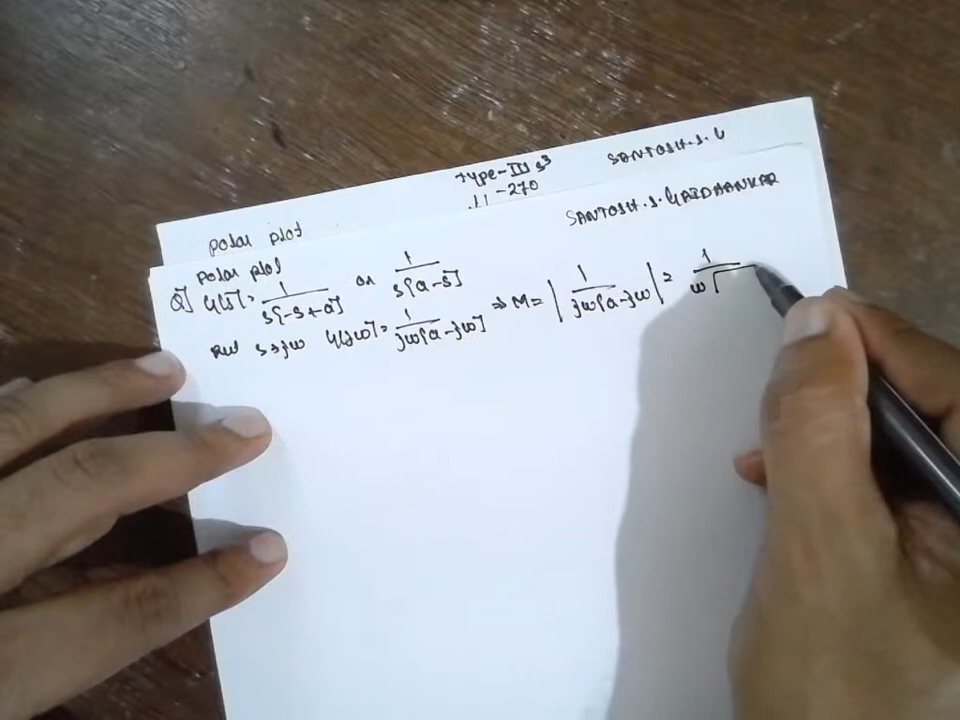 Type-III s³
SANTOSH.S.G
-270
Polar plot
SANTOSH.S.GAIDHANKAR
Polar plot
Q] G(s) = 1/s[-s+a] or 1/s[a-s]
put s→jω G(jω) = 1/jω[a-jω] ⇒ M = |1/jω[a-jω]| = 1/ω√